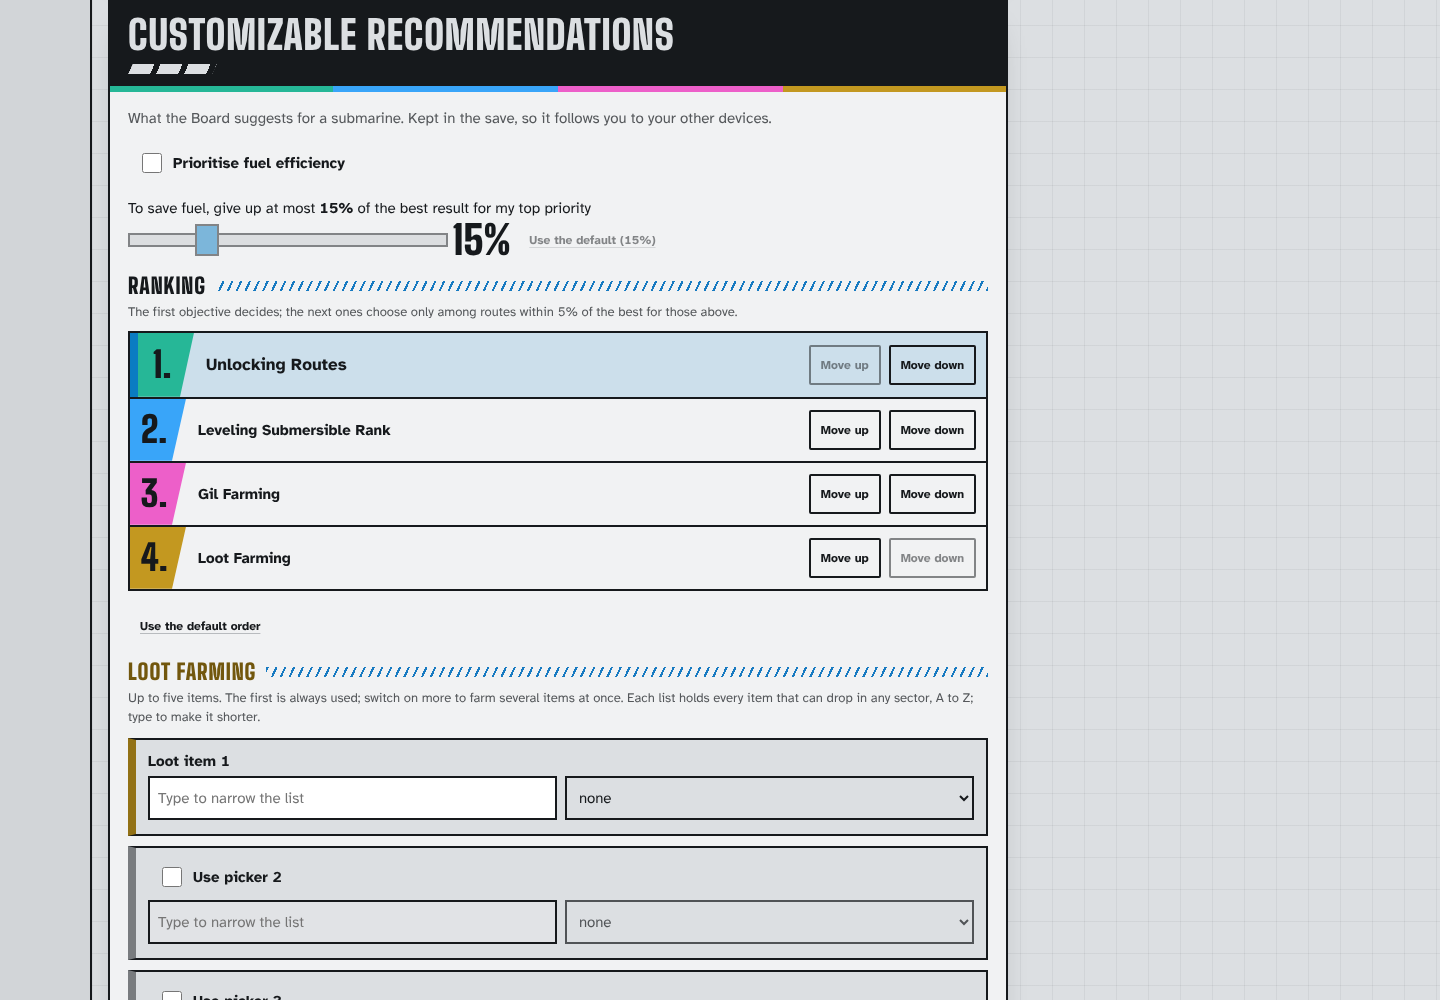 CUSTOMIZABLE RECOMMENDATIONS
What the Board suggests for a submarine. Kept in the save, so it follows you to your other devices.
Prioritise fuel efficiency
To save fuel, give up at most 15% of the best result for my top priority
15% Use the default (15%)
RANKING
The first objective decides; the next ones choose only among routes within 5% of the best for those above.
1. Unlocking Routes Move up Move down
2. Leveling Submersible Rank Move up Move down
3. Gil Farming Move up Move down
4. Loot Farming Move up Move down
Use the default order
LOOT FARMING
Up to five items. The first is always used; switch on more to farm several items at once. Each list holds every item that can drop in any sector, A to Z;
type to make it shorter.
Loot item 1
Type to narrow the list none
Use picker 2
Type to narrow the list none
Use picker 3